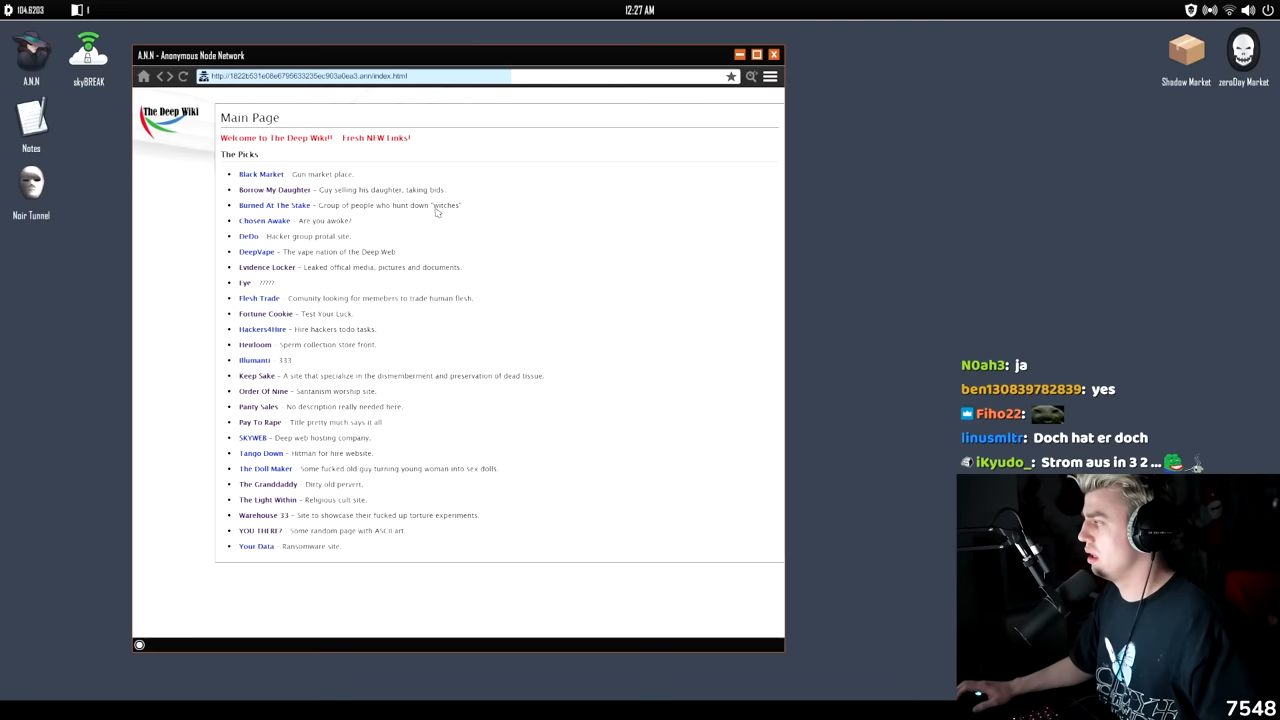 104.6203
1
12:27 AM
A.N.N
skyBREAK
Notes
Noir Tunnel
Shadow Market
zeroDay Market
A.N.N - Anonymous Node Network
http://1822b531e08e6795633235ec903a0ea3.ann/index.html
The Deep Wiki
Main Page
Welcome to The Deep Wiki!! Fresh NEW Links!
The Picks
Black Market - Gun market place.
Borrow My Daughter - Guy selling his daughter, taking bids.
Burned At The Stake - Group of people who hunt down "witches"
Chosen Awake - Are you awoke?
DeDo - Hacker group protal site.
DeepVape - The vape nation of the Deep Web
Evidence Locker - Leaked offical media, pictures and documents.
Eye - ?????
Flesh Trade - Comunity looking for memebers to trade human flesh.
Fortune Cookie - Test Your Luck.
Hackers4Hire - Hire hackers todo tasks.
Heirloom - Sperm collection store front.
Illumanti - 333
Keep Sake - A site that specialize in the dismemberment and preservation of dead tissue.
Order Of Nine - Santanism worship site.
Panty Sales - No description really needed here.
Pay To Rape - Title pretty much says it all
SKYWEB - Deep web hosting company.
Tango Down - Hitman for hire website.
The Doll Maker - Some fucked old guy turning young woman into sex dolls.
The Granddaddy - Dirty old pervert.
The Light Within - Religious cult site.
Warehouse 33 - Site to showcase their fucked up torture experiments.
YOU THERE? - Some random page with ASCII art
Your Data - Ransomware site.
N0ah3: ja
ben130839782839: yes
Fiho22:
linusmltr: Doch hat er doch
iKyudo_: Strom aus in 3 2 ...
7548